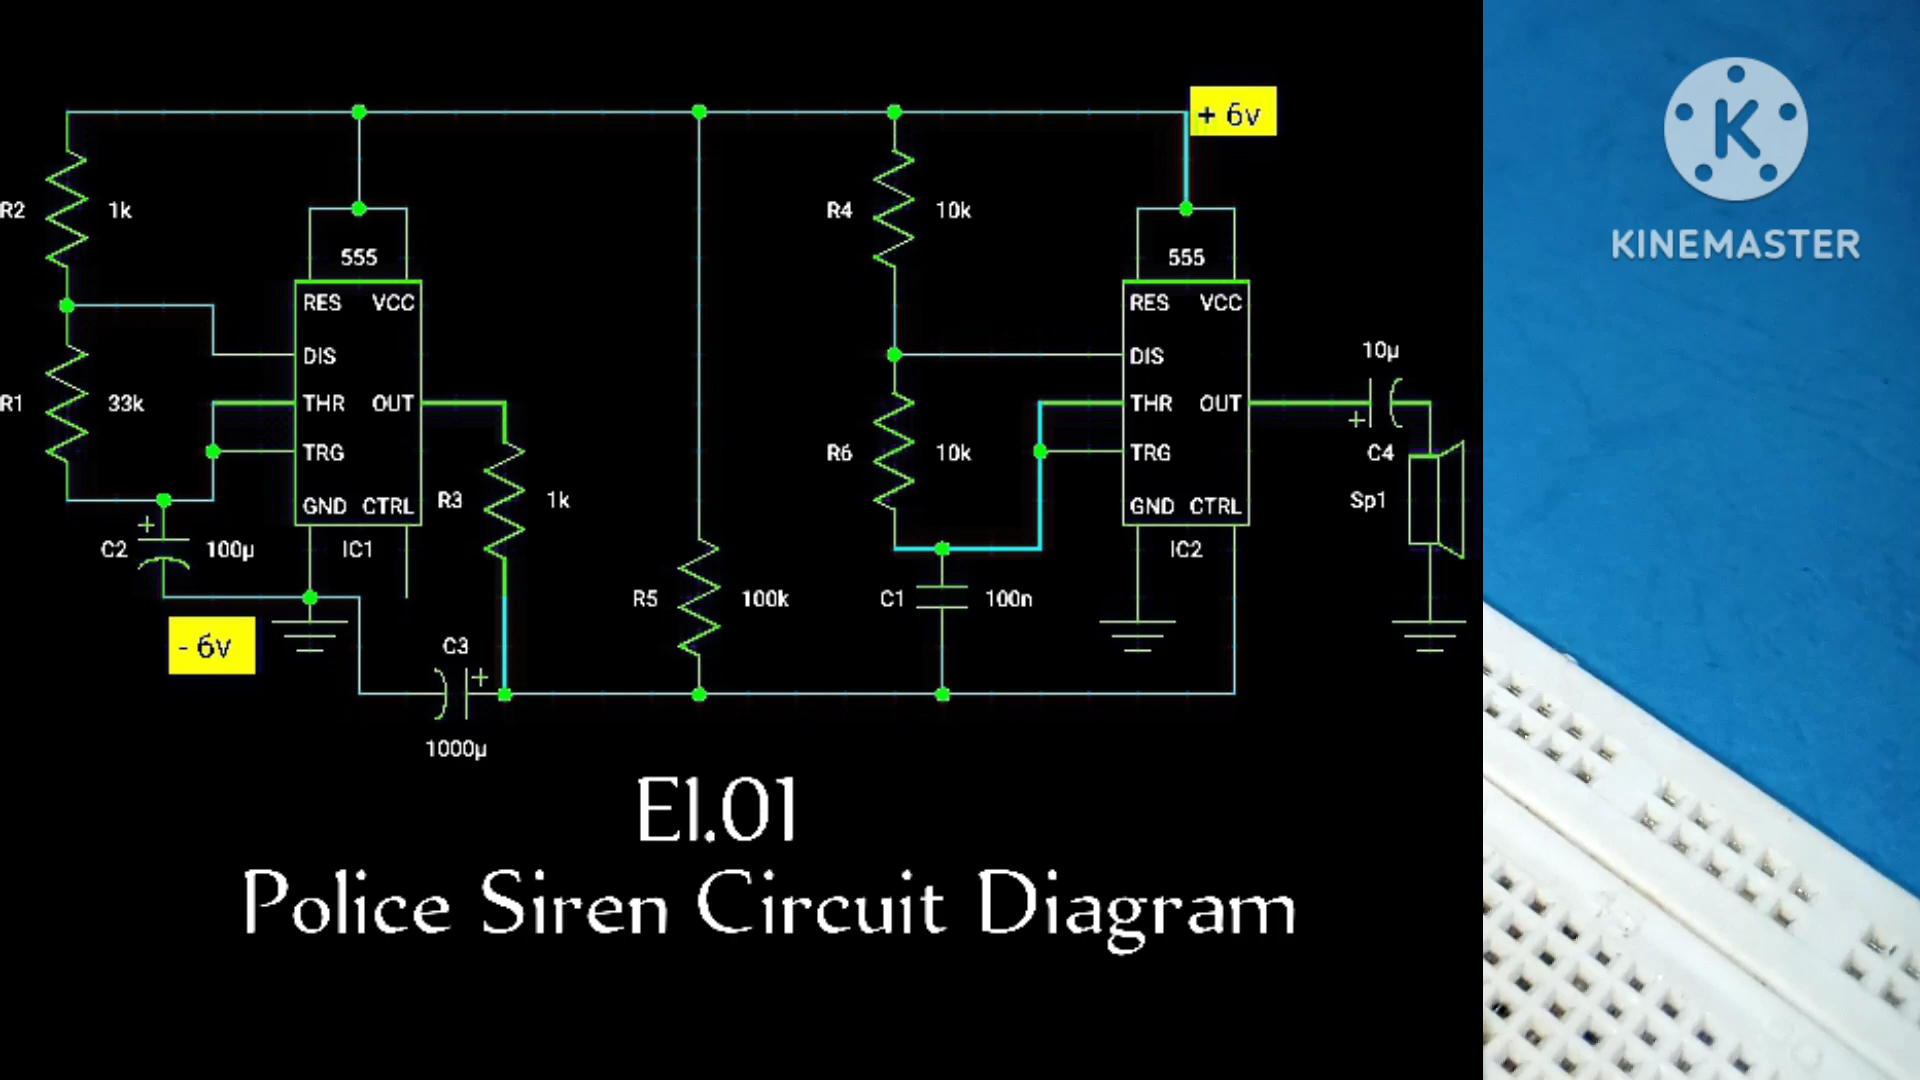 + 6v
KINEMASTER
R2 1k
R4 10k
555
555
RES VCC
RES VCC
DIS
DIS
10µ
R1 33k
THR OUT
THR OUT
+
TRG
TRG
R6 10k
C4
R3 1k
Sp1
GND CTRL
GND CTRL
+
C2 100µ
IC1
IC2
R5 100k
C1 100n
- 6v
C3
+
1000µ
E1.01
Police Siren Circuit Diagram